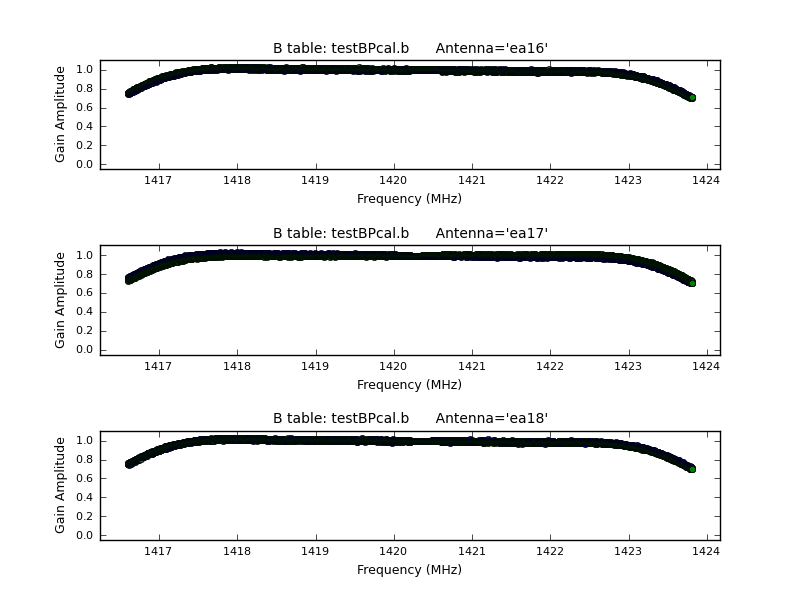 B table: testBPcal.b Antenna='ea16'
Gain Amplitude
1.0
0.8
0.6
0.4
0.2
0.0
1417 1418 1419 1420 1421 1422 1423 1424
Frequency (MHz)
B table: testBPcal.b Antenna='ea17'
Gain Amplitude
1.0
0.8
0.6
0.4
0.2
0.0
1417 1418 1419 1420 1421 1422 1423 1424
Frequency (MHz)
B table: testBPcal.b Antenna='ea18'
Gain Amplitude
1.0
0.8
0.6
0.4
0.2
0.0
1417 1418 1419 1420 1421 1422 1423 1424
Frequency (MHz)